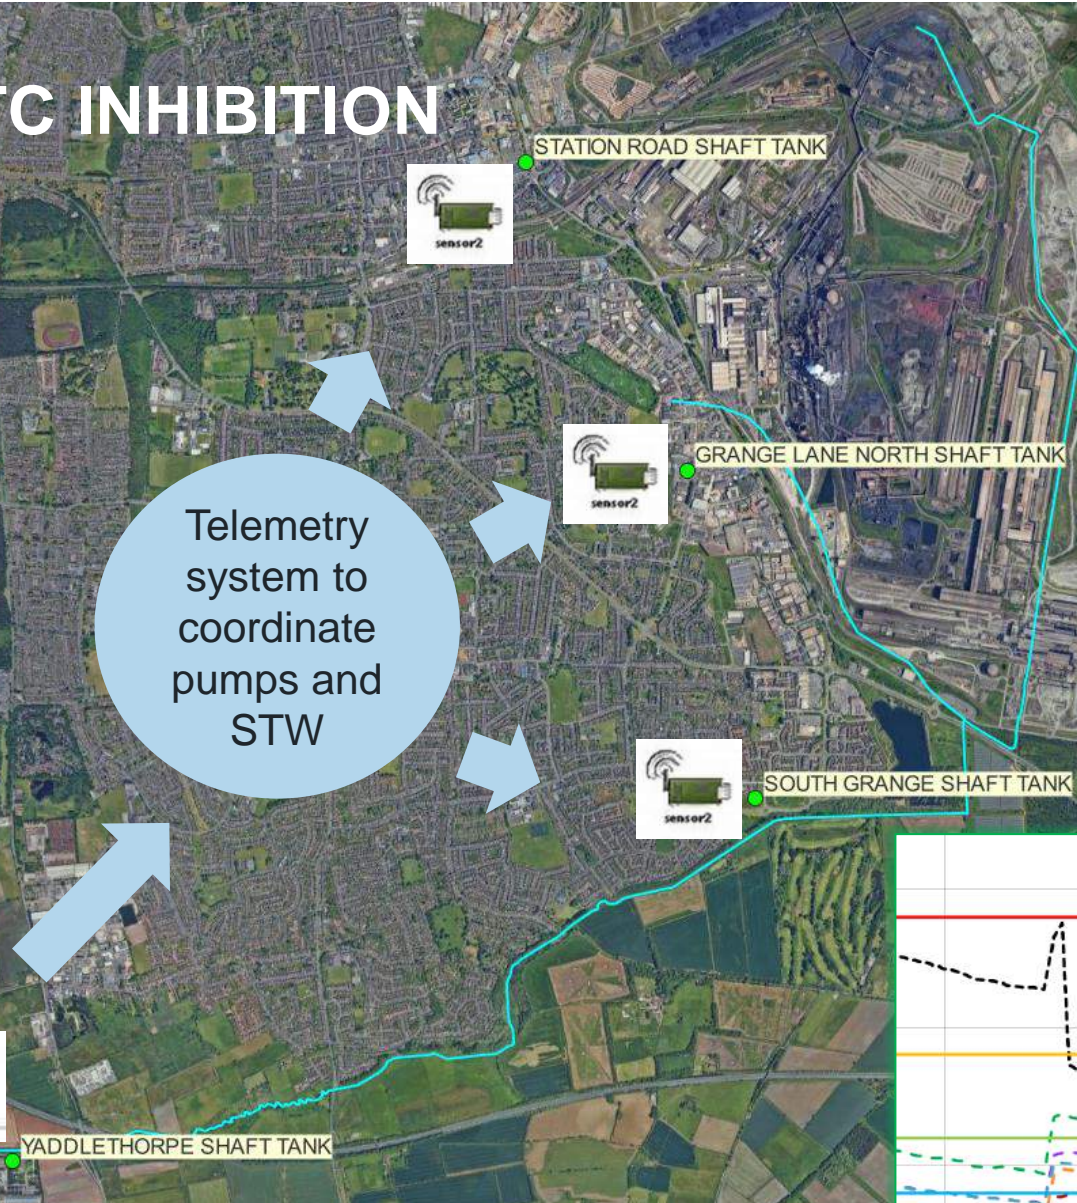 TC INHIBITION
STATION ROAD SHAFT TANK
sensor2
GRANGE LANE NORTH SHAFT TANK
sensor2
Telemetry
system to
coordinate
pumps and
STW
SOUTH GRANGE SHAFT TANK
sensor2
YADDLETHORPE SHAFT TANK